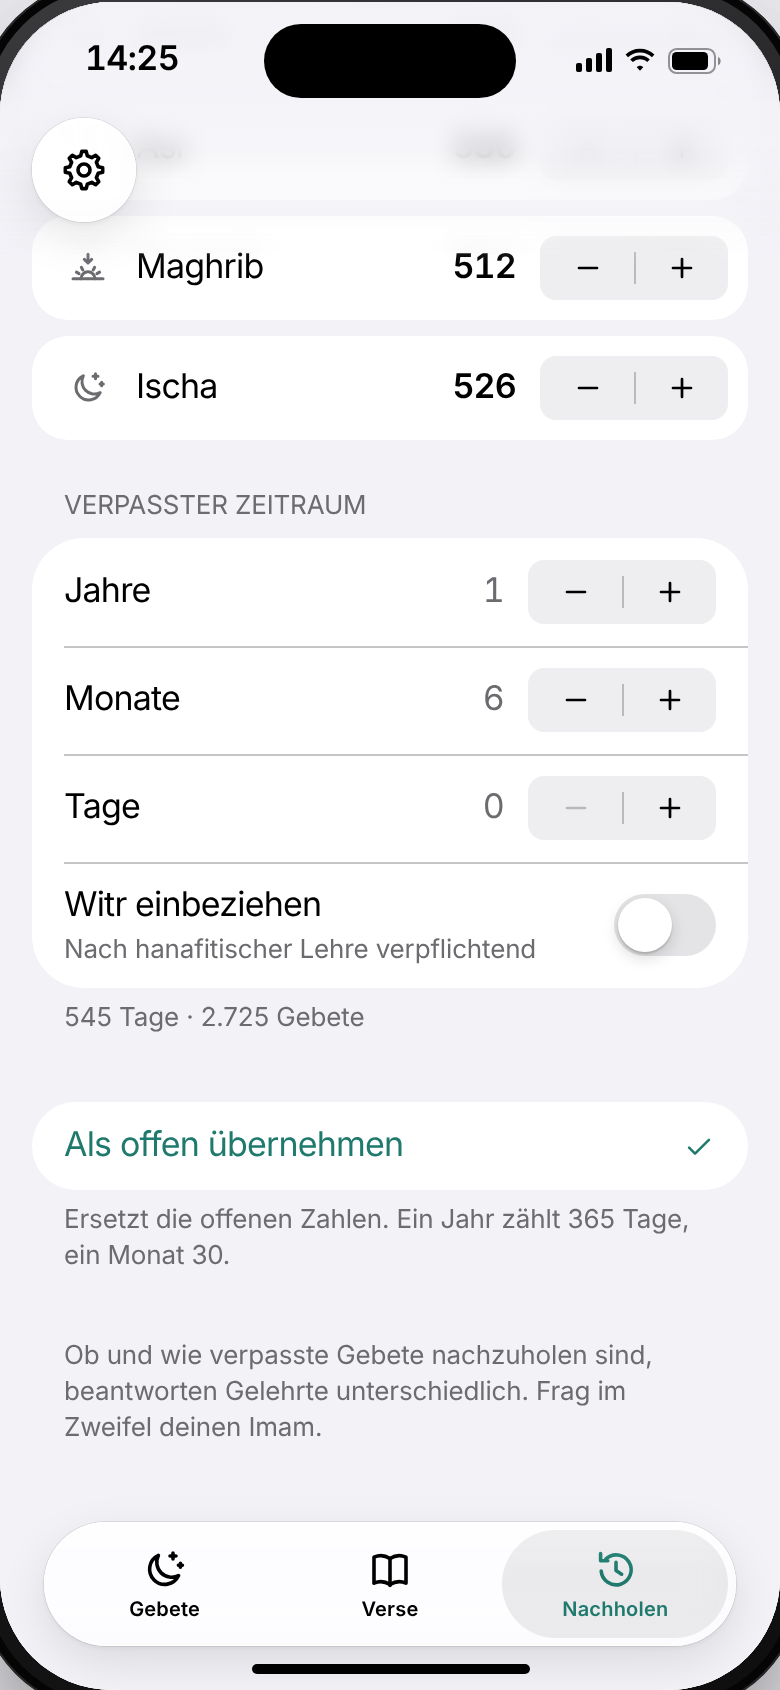 14:25
Maghrib 512
Ischa 526
VERPASSTER ZEITRAUM
Jahre 1
Monate 6
Tage 0
Witr einbeziehen
Nach hanafitischer Lehre verpflichtend
545 Tage · 2.725 Gebete
Als offen übernehmen
Ersetzt die offenen Zahlen. Ein Jahr zählt 365 Tage,
ein Monat 30.
Ob und wie verpasste Gebete nachzuholen sind,
beantworten Gelehrte unterschiedlich. Frag im
Zweifel deinen Imam.
Gebete Verse Nachholen